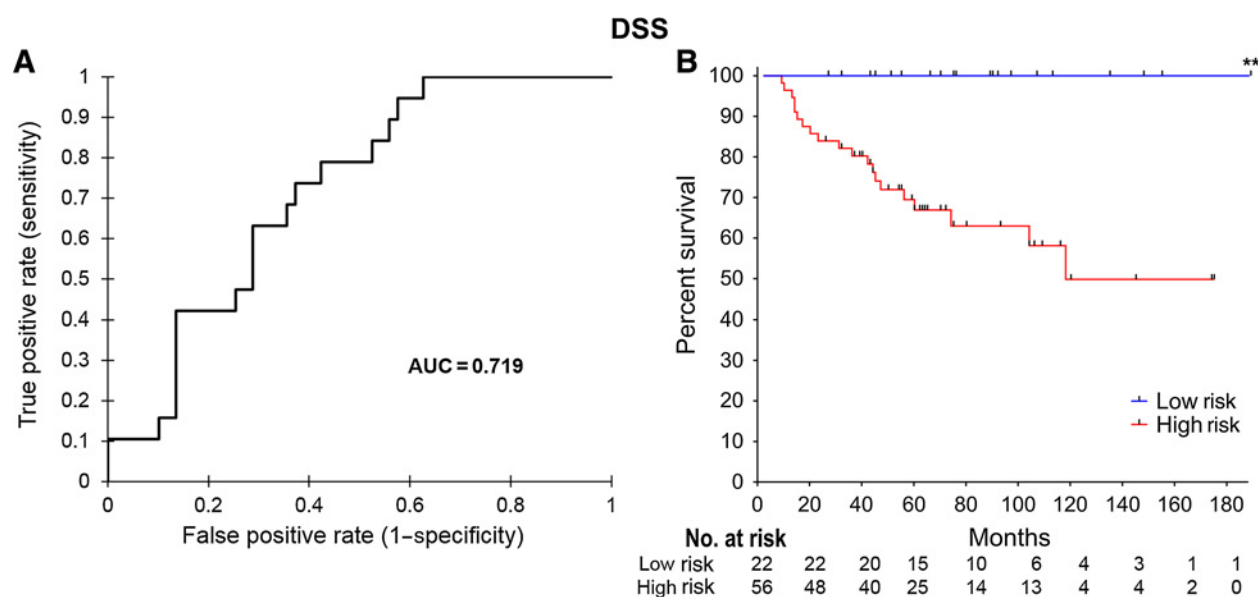 DSS
A
1
0.9
0.8
0.7
0.6
0.5
0.4
0.3
0.2
0.1
0
True positive rate (sensitivity)
AUC = 0.719
0 0.2 0.4 0.6 0.8 1
False positive rate (1–specificity)
B
**
100
90
80
70
60
50
40
30
20
10
0
Percent survival
Low risk
High risk
20 40 60 80 100 120 140 160 180
Months
No. at risk
Low risk 22 22 20 15 10 6 4 3 1 1
High risk 56 48 40 25 14 13 4 4 2 0